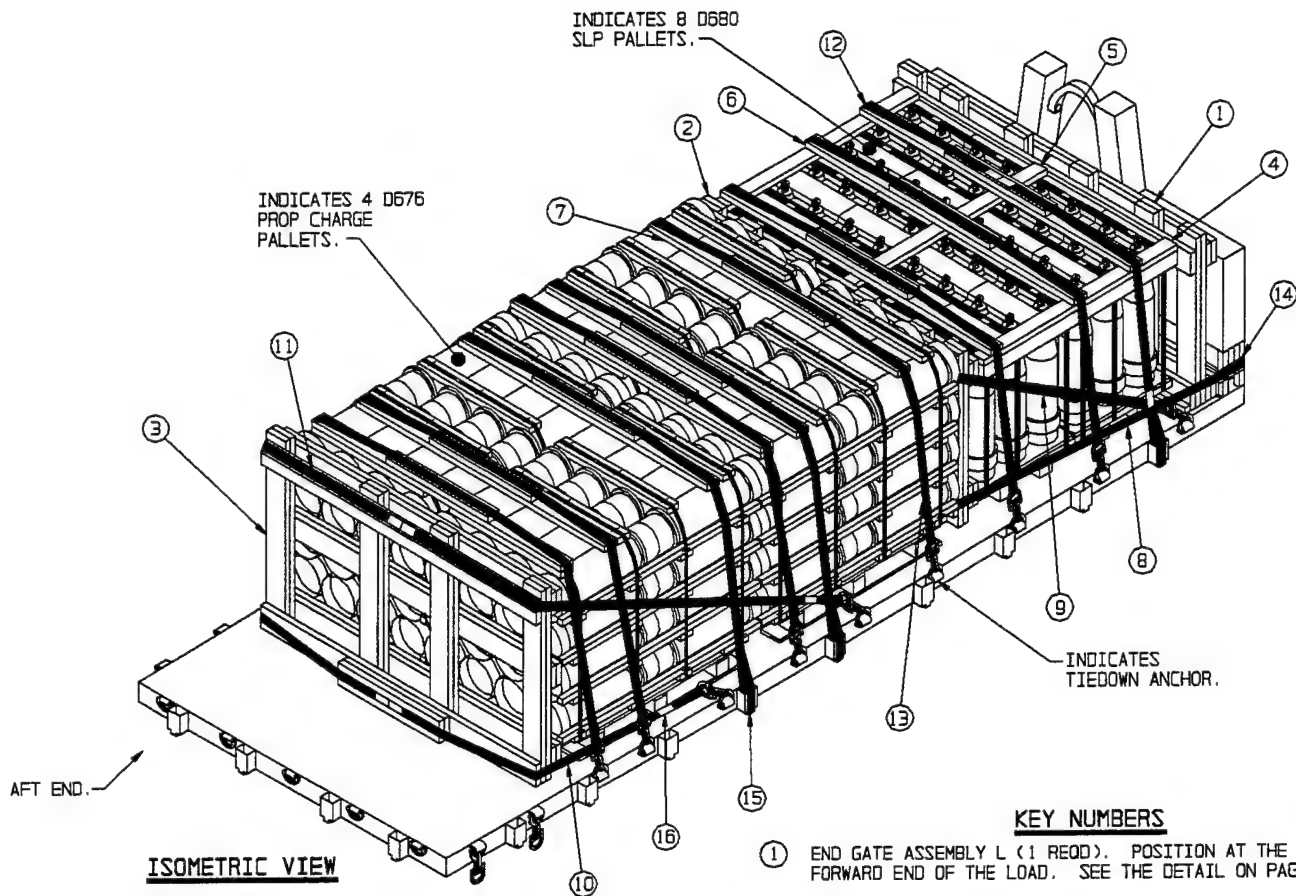 INDICATES 8 D680
SLP PALLETS.
12
5
6
1
2
4
INDICATES 4 D676
PROP CHARGE
PALLETS.
7
14
11
3
8
9
INDICATES
TIEDOWN ANCHOR.
13
15
AFT END.
16
10
ISOMETRIC VIEW
KEY NUMBERS
1 END GATE ASSEMBLY L (1 REQD). POSITION AT THE
FORWARD END OF THE LOAD. SEE THE DETAIL ON PAG